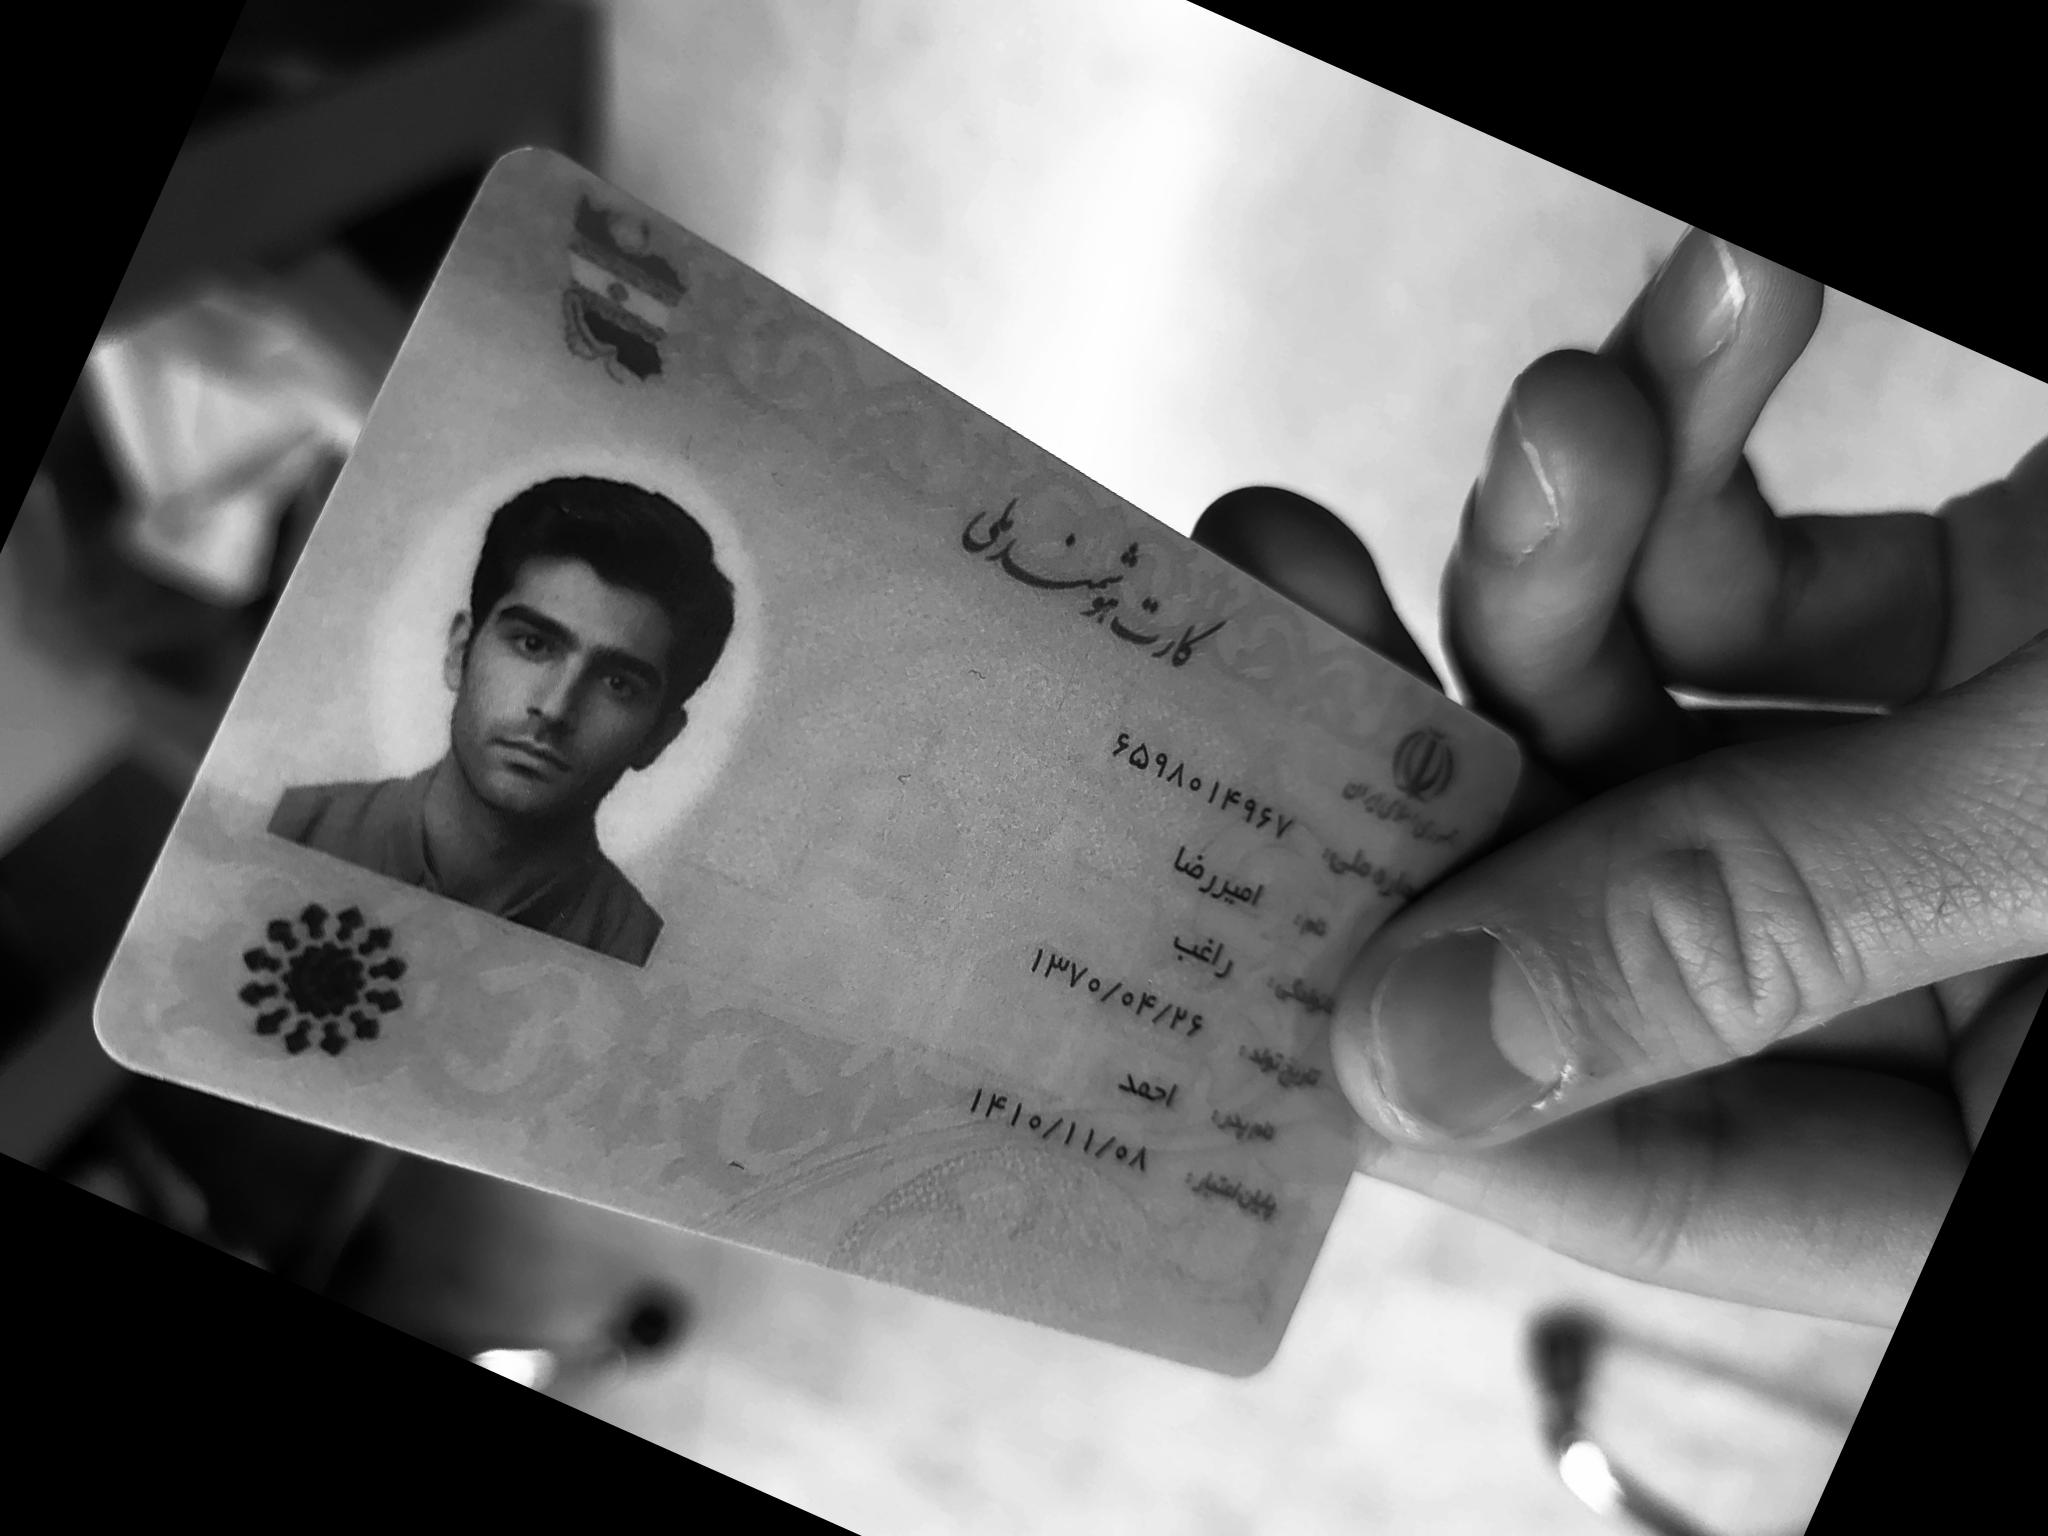 کارت هوشمند ملی
جمهوری اسلامی ایران
شماره ملی: ۶۵۹۸۰۱۴۹۶۷
نام: امیررضا
نام خانوادگی: راغب
تاریخ تولد: ۱۳۷۰/۰۴/۲۶
نام پدر: احمد
پایان اعتبار: ۱۴۱۰/۱۱/۰۸